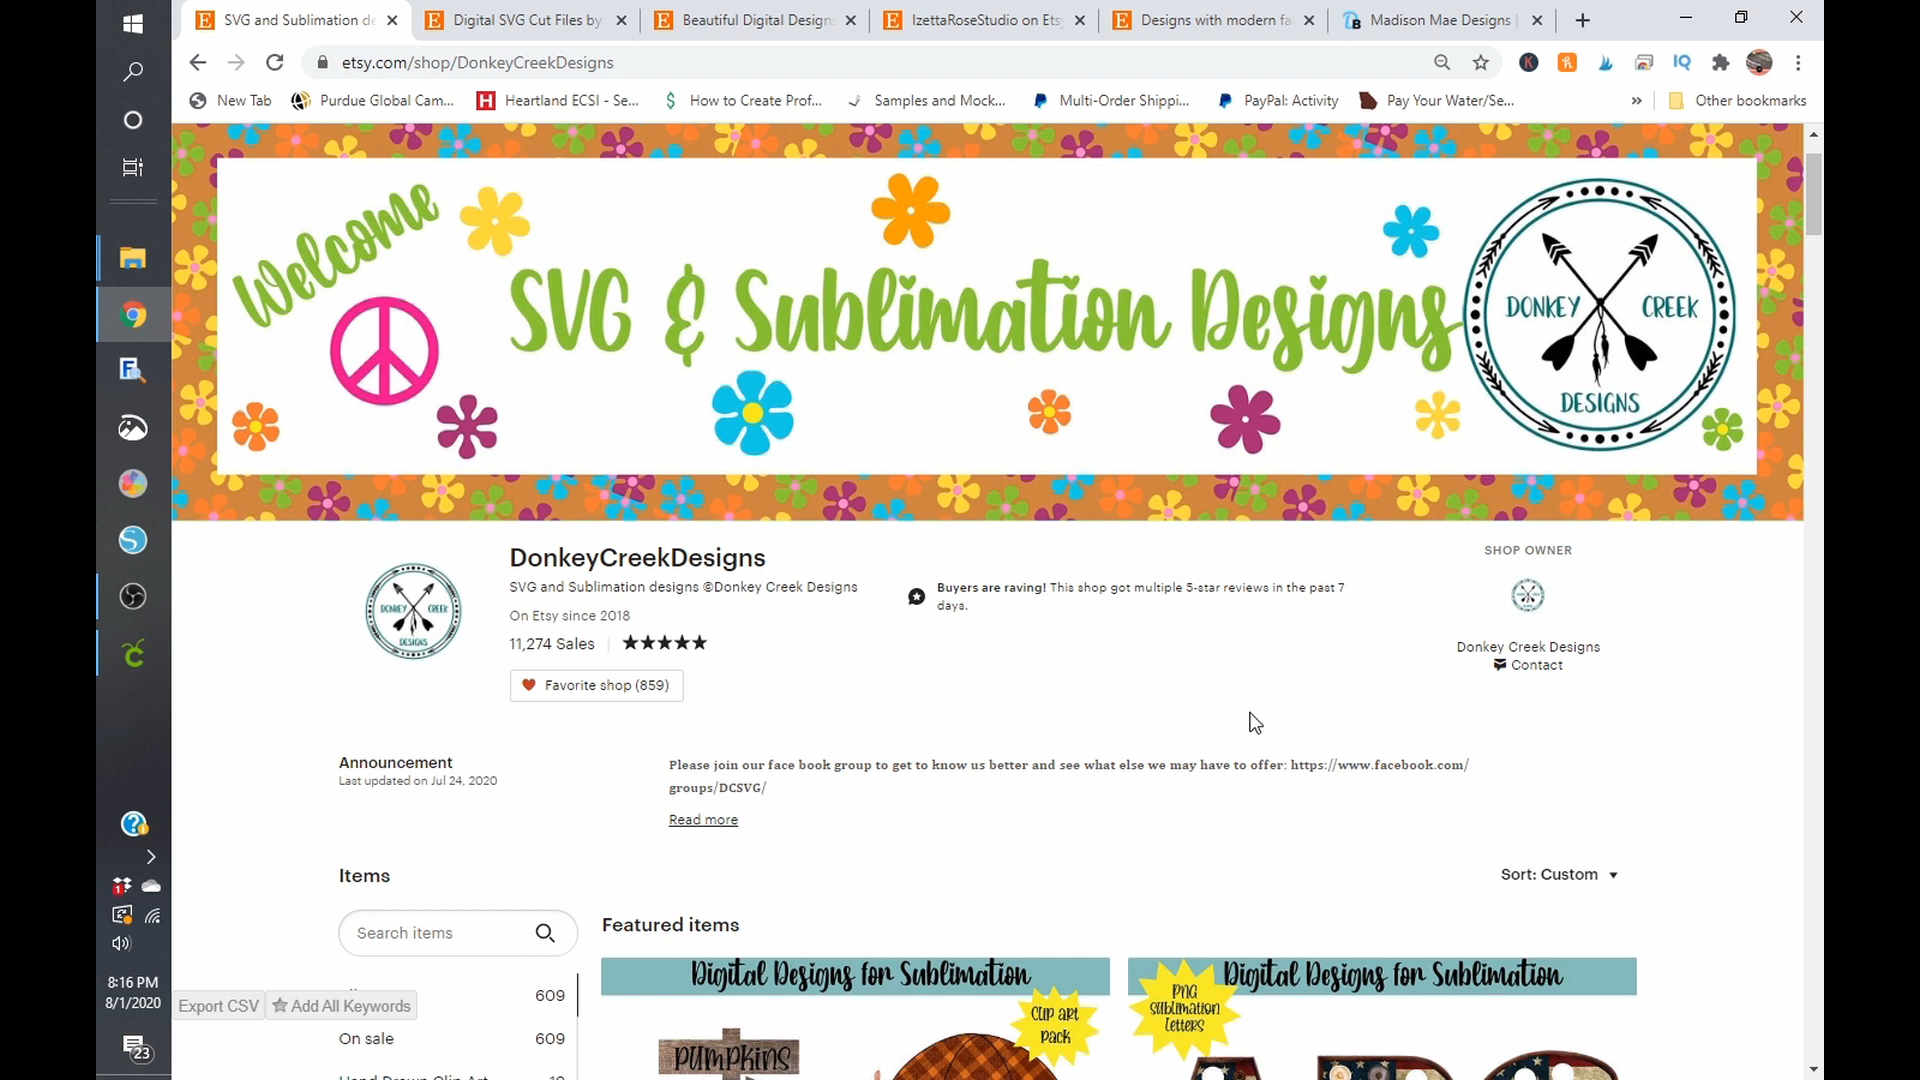 SVG and Sublimation de
Digital SVG Cut Files by
Beautiful Digital Designs
IzettaRoseStudio on Etsy
Designs with modern fa
Madison Mae Designs |
etsy.com/shop/DonkeyCreekDesigns
New Tab
Purdue Global Cam...
Heartland ECSI - Se...
How to Create Prof...
Samples and Mock...
Multi-Order Shippi...
PayPal: Activity
Pay Your Water/Se...
Other bookmarks
Welcome
SVG & Sublimation Designs
DONKEY CREEK
DESIGNS
DonkeyCreekDesigns
SVG and Sublimation designs ©Donkey Creek Designs
On Etsy since 2018
11,274 Sales
Favorite shop (859)
Buyers are raving! This shop got multiple 5-star reviews in the past 7
days.
SHOP OWNER
Donkey Creek Designs
Contact
DONKEY CREEK
DESIGNS
Announcement
Last updated on Jul 24, 2020
Please join our face book group to get to know us better and see what else we may have to offer: https://www.facebook.com/
groups/DCSVG/
Read more
Items
Sort: Custom
Search items
Featured items
609
On sale 609
Export CSV
Add All Keywords
Digital Designs for Sublimation
Clip art
pack
PUMPKINS
Digital Designs for Sublimation
PNG
Sublimation
Letters
8:16 PM
8/1/2020
23